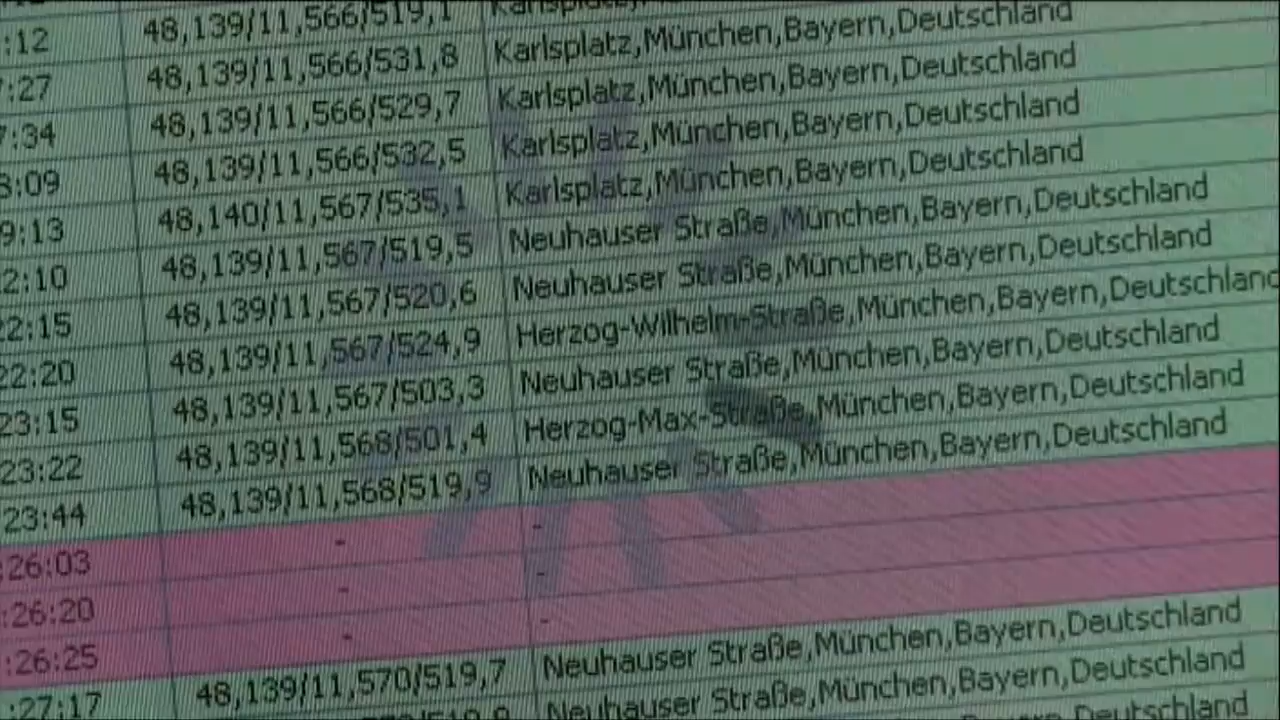 :12 48,139/11,566/519,1 Karlsplatz,
:27 48,139/11,566/531,8 Karlsplatz,München,Bayern,Deutschland
:34 48,139/11,566/529,7 Karlsplatz,München,Bayern,Deutschland
:09 48,139/11,566/532,5 Karlsplatz,München,Bayern,Deutschland
9:13 48,140/11,567/535,1 Karlsplatz,München,Bayern,Deutschland
2:10 48,139/11,567/519,5 Neuhauser Straße,München,Bayern,Deutschland
22:15 48,139/11,567/520,6 Neuhauser Straße,München,Bayern,Deutschland
22:20 48,139/11,567/524,9 Herzog-Wilhelm-Straße,München,Bayern,Deutschland
23:15 48,139/11,567/503,3 Neuhauser Straße,München,Bayern,Deutschland
23:22 48,139/11,568/501,4 Herzog-Max-Straße,München,Bayern,Deutschland
23:44 48,139/11,568/519,9 Neuhauser Straße,München,Bayern,Deutschland
:26:03 - -
:26:20 - -
:26:25 - -
:27:17 48,139/11,570/519,7 Neuhauser Straße,München,Bayern,Deutschland
Neuhauser Straße,München,Bayern,Deutschland